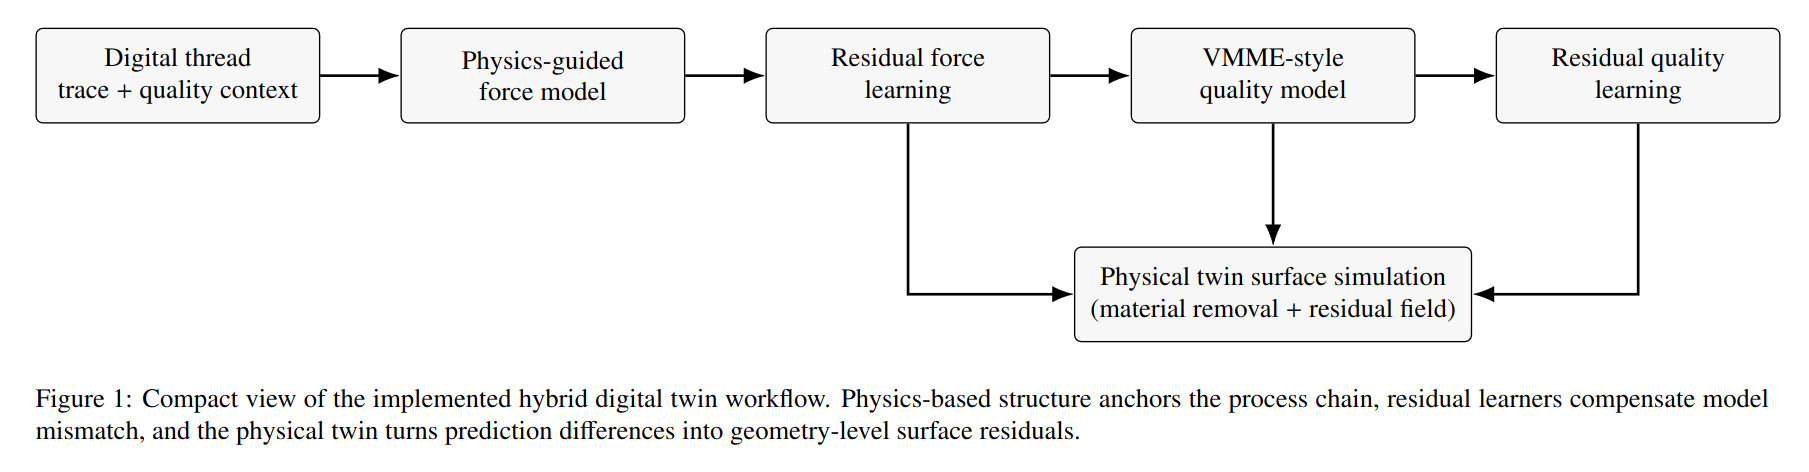 Digital thread
trace + quality context
Physics-guided
force model
Residual force
learning
VMME-style
quality model
Residual quality
learning
Physical twin surface simulation
(material removal + residual field)
Figure 1: Compact view of the implemented hybrid digital twin workflow. Physics-based structure anchors the process chain, residual learners compensate model
mismatch, and the physical twin turns prediction differences into geometry-level surface residuals.